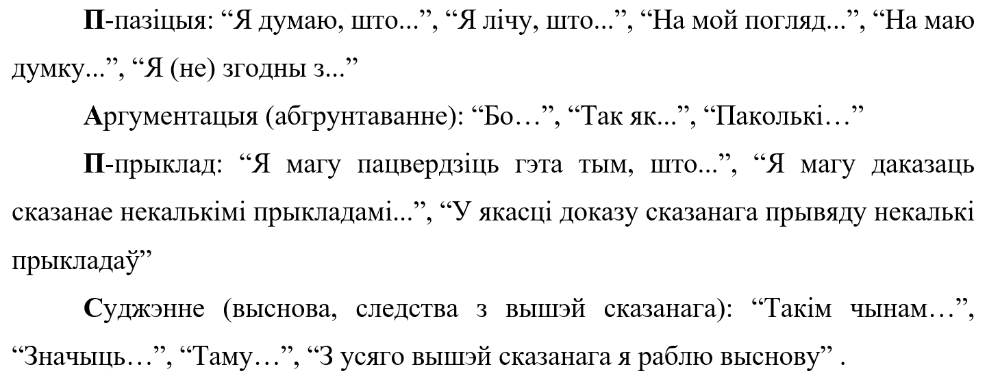 П-пазіцыя: “Я думаю, што...”, “Я лічу, што...”, “На мой погляд...”, “На маю
думку...”, “Я (не) згодны з...”
Аргументацыя (абгрунтаванне): “Бо…”, “Так як...”, “Паколькі…”
П-прыклад: “Я магу пацвердзіць гэта тым, што...”, “Я магу даказаць
сказанае некалькімі прыкладамі...”, “У якасці доказу сказанага прывяду некалькі
прыкладаў”
Суджэнне (выснова, следства з вышэй сказанага): “Такім чынам…”,
“Значыць…”, “Таму…”, “З усяго вышэй сказанага я раблю выснову” .